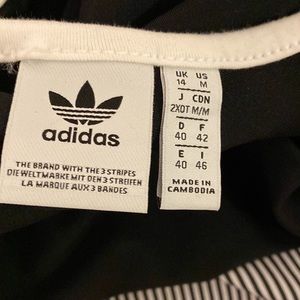 adidas
THE BRAND WITH THE 3 STRIPES
DIE WELTMARKE MIT DEN 3 STREIFEN
LA MARQUE AUX 3 BANDES
UK US
14 M
J CDN
2XOT M/M
D F
40 42
E I
40 46
MADE IN
CAMBODIA